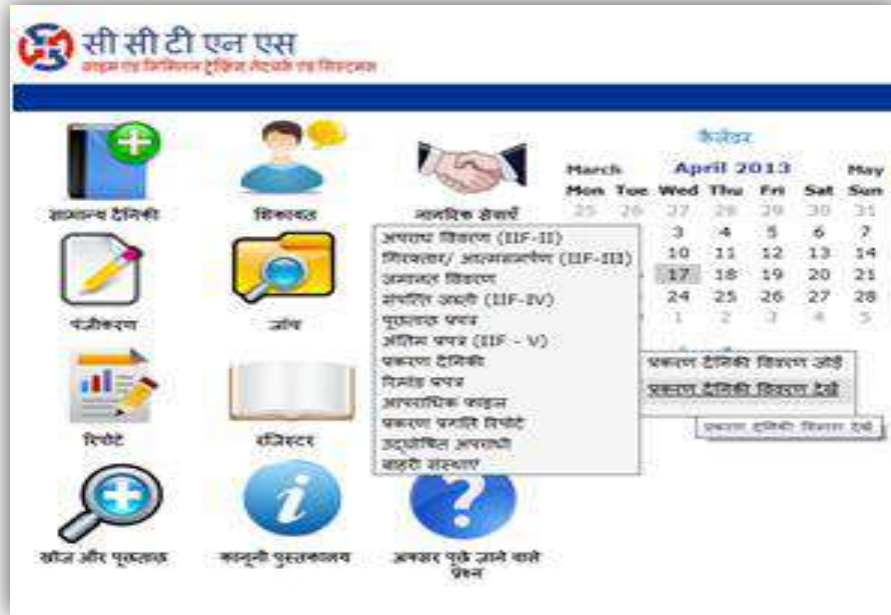 सी सी टी एन एस
क्राइम एंड क्रिमिनल ट्रेकिंग नेटवर्क एंड सिस्टमस
कैलेंडर
March April 2013 May
Mon Tue Wed Thu Fri Sat Sun
25 26 27 28 29 30 31
3 4 5 6 7
10 11 12 13 14
17 18 19 20 21
24 25 26 27 28
1 2 3 4 5
सामान्य दैनिकी
शिकायत
नागरिक सेवाएँ
पंजीकरण
जाँच
अपराध विवरण (IIF-II)
गिरफ्तार/ आत्मसमर्पण (IIF-III)
जमानत विवरण
संपत्ति जब्ती (IIF-IV)
पूछताछ प्रपत्र
अंतिम प्रपत्र (IIF - V)
प्रकरण दैनिकी
रिमांड प्रपत्र
आपराधिक फाइल
प्रकरण प्रगति रिपोर्ट
उद्घोषित अपराधी
बाहरी संस्थाएं
प्रकरण दैनिकी विवरण जोड़ें
प्रकरण दैनिकी विवरण देखें
प्रकरण दैनिकी विवरण देखें
रिपोर्ट
रजिस्टर
खोज और पूछताछ
कानूनी पुस्तकालय
अक्सर पूछे जाने वाले
प्रश्न